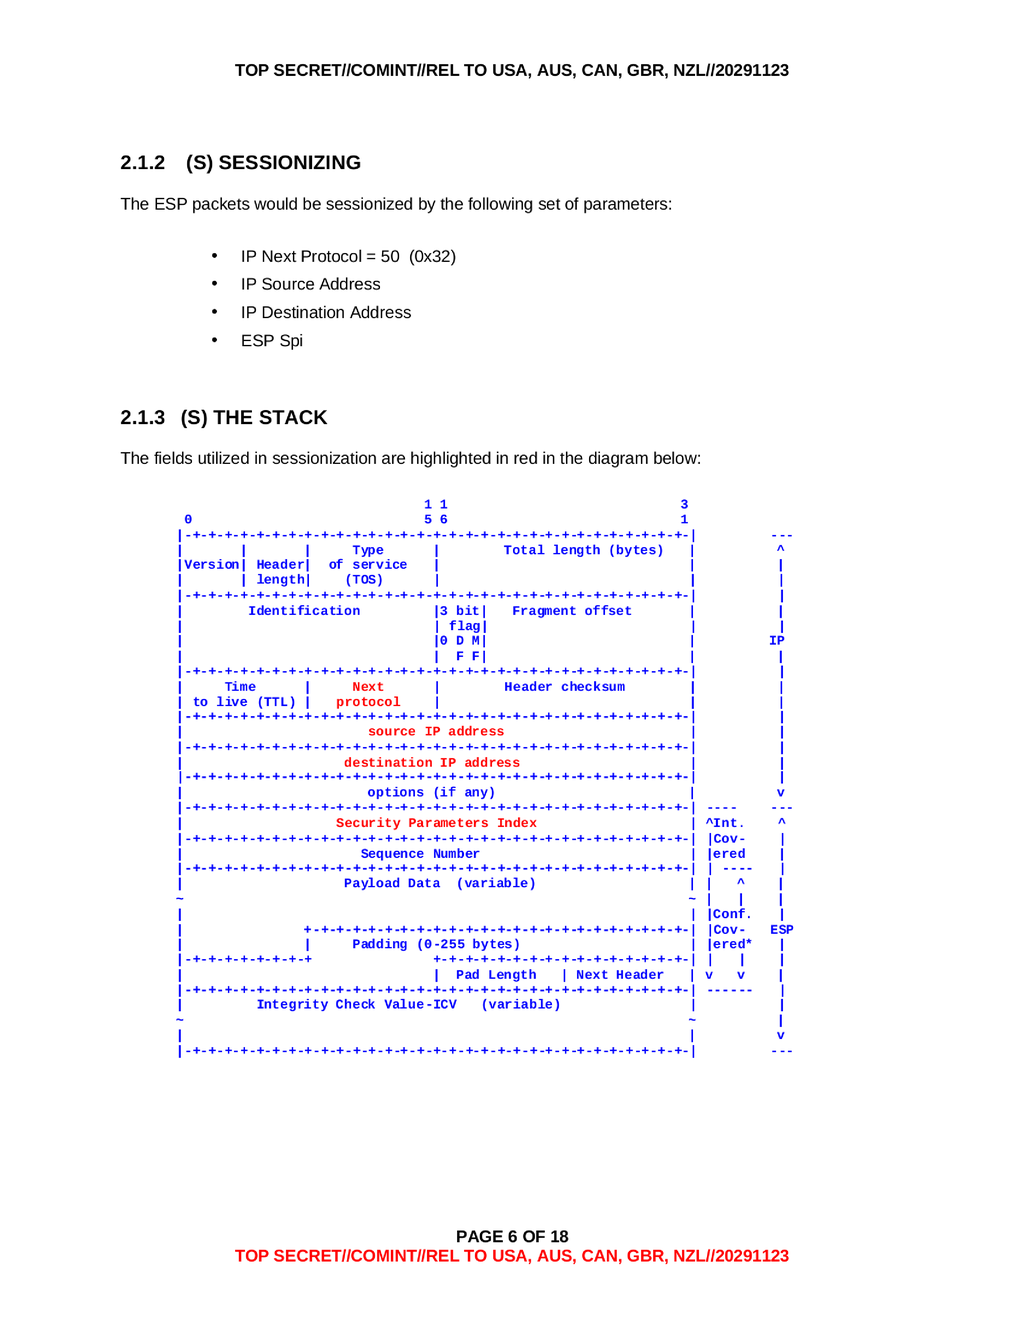 TOP SECRET//COMINT//REL TO USA, AUS, CAN, GBR, NZL//20291123
2.1.2 (S) SESSIONIZING
The ESP packets would be sessionized by the following set of parameters:
• IP Next Protocol = 50 (0x32)
• IP Source Address
• IP Destination Address
• ESP Spi
2.1.3 (S) THE STACK
The fields utilized in sessionization are highlighted in red in the diagram below:
                              1 1                             3
0                             5 6                             1
|-+-+-+-+-+-+-+-+-+-+-+-+-+-+-+-+-+-+-+-+-+-+-+-+-+-+-+-+-+-+-+-|         ---
|       |       |     Type      |        Total length (bytes)   |          ^
|Version| Header|  of service   |                               |          |
|       | length|    (TOS)      |                               |          |
|-+-+-+-+-+-+-+-+-+-+-+-+-+-+-+-+-+-+-+-+-+-+-+-+-+-+-+-+-+-+-+-|          |
|        Identification         |3 bit|   Fragment offset       |          |
|                               | flag|                         |          |
|                               |0 D M|                         |         IP
|                               |  F F|                         |          |
|-+-+-+-+-+-+-+-+-+-+-+-+-+-+-+-+-+-+-+-+-+-+-+-+-+-+-+-+-+-+-+-|          |
|     Time      |     Next      |        Header checksum        |          |
| to live (TTL) |   protocol    |                               |          |
|-+-+-+-+-+-+-+-+-+-+-+-+-+-+-+-+-+-+-+-+-+-+-+-+-+-+-+-+-+-+-+-|          |
|                       source IP address                       |          |
|-+-+-+-+-+-+-+-+-+-+-+-+-+-+-+-+-+-+-+-+-+-+-+-+-+-+-+-+-+-+-+-|          |
|                    destination IP address                     |          |
|-+-+-+-+-+-+-+-+-+-+-+-+-+-+-+-+-+-+-+-+-+-+-+-+-+-+-+-+-+-+-+-|          |
|                       options (if any)                        |          v
|-+-+-+-+-+-+-+-+-+-+-+-+-+-+-+-+-+-+-+-+-+-+-+-+-+-+-+-+-+-+-+-| ----    ---
|                   Security Parameters Index                   | ^Int.    ^
|-+-+-+-+-+-+-+-+-+-+-+-+-+-+-+-+-+-+-+-+-+-+-+-+-+-+-+-+-+-+-+-| |Cov-    |
|                      Sequence Number                          | |ered    |
|-+-+-+-+-+-+-+-+-+-+-+-+-+-+-+-+-+-+-+-+-+-+-+-+-+-+-+-+-+-+-+-| | ----   |
|                    Payload Data  (variable)                   | |   ^    |
~                                                               ~ |   |    |
|                                                               | |Conf.   |
|               +-+-+-+-+-+-+-+-+-+-+-+-+-+-+-+-+-+-+-+-+-+-+-+-| |Cov-   ESP
|               |     Padding (0-255 bytes)                     | |ered*   |
|-+-+-+-+-+-+-+-+               +-+-+-+-+-+-+-+-+-+-+-+-+-+-+-+-| |   |    |
|                               |  Pad Length   | Next Header   | v   v    |
|-+-+-+-+-+-+-+-+-+-+-+-+-+-+-+-+-+-+-+-+-+-+-+-+-+-+-+-+-+-+-+-| ------   |
|         Integrity Check Value-ICV   (variable)                |          |
~                                                               ~          |
|                                                               |          v
|-+-+-+-+-+-+-+-+-+-+-+-+-+-+-+-+-+-+-+-+-+-+-+-+-+-+-+-+-+-+-+-|         ---
PAGE 6 OF 18
TOP SECRET//COMINT//REL TO USA, AUS, CAN, GBR, NZL//20291123